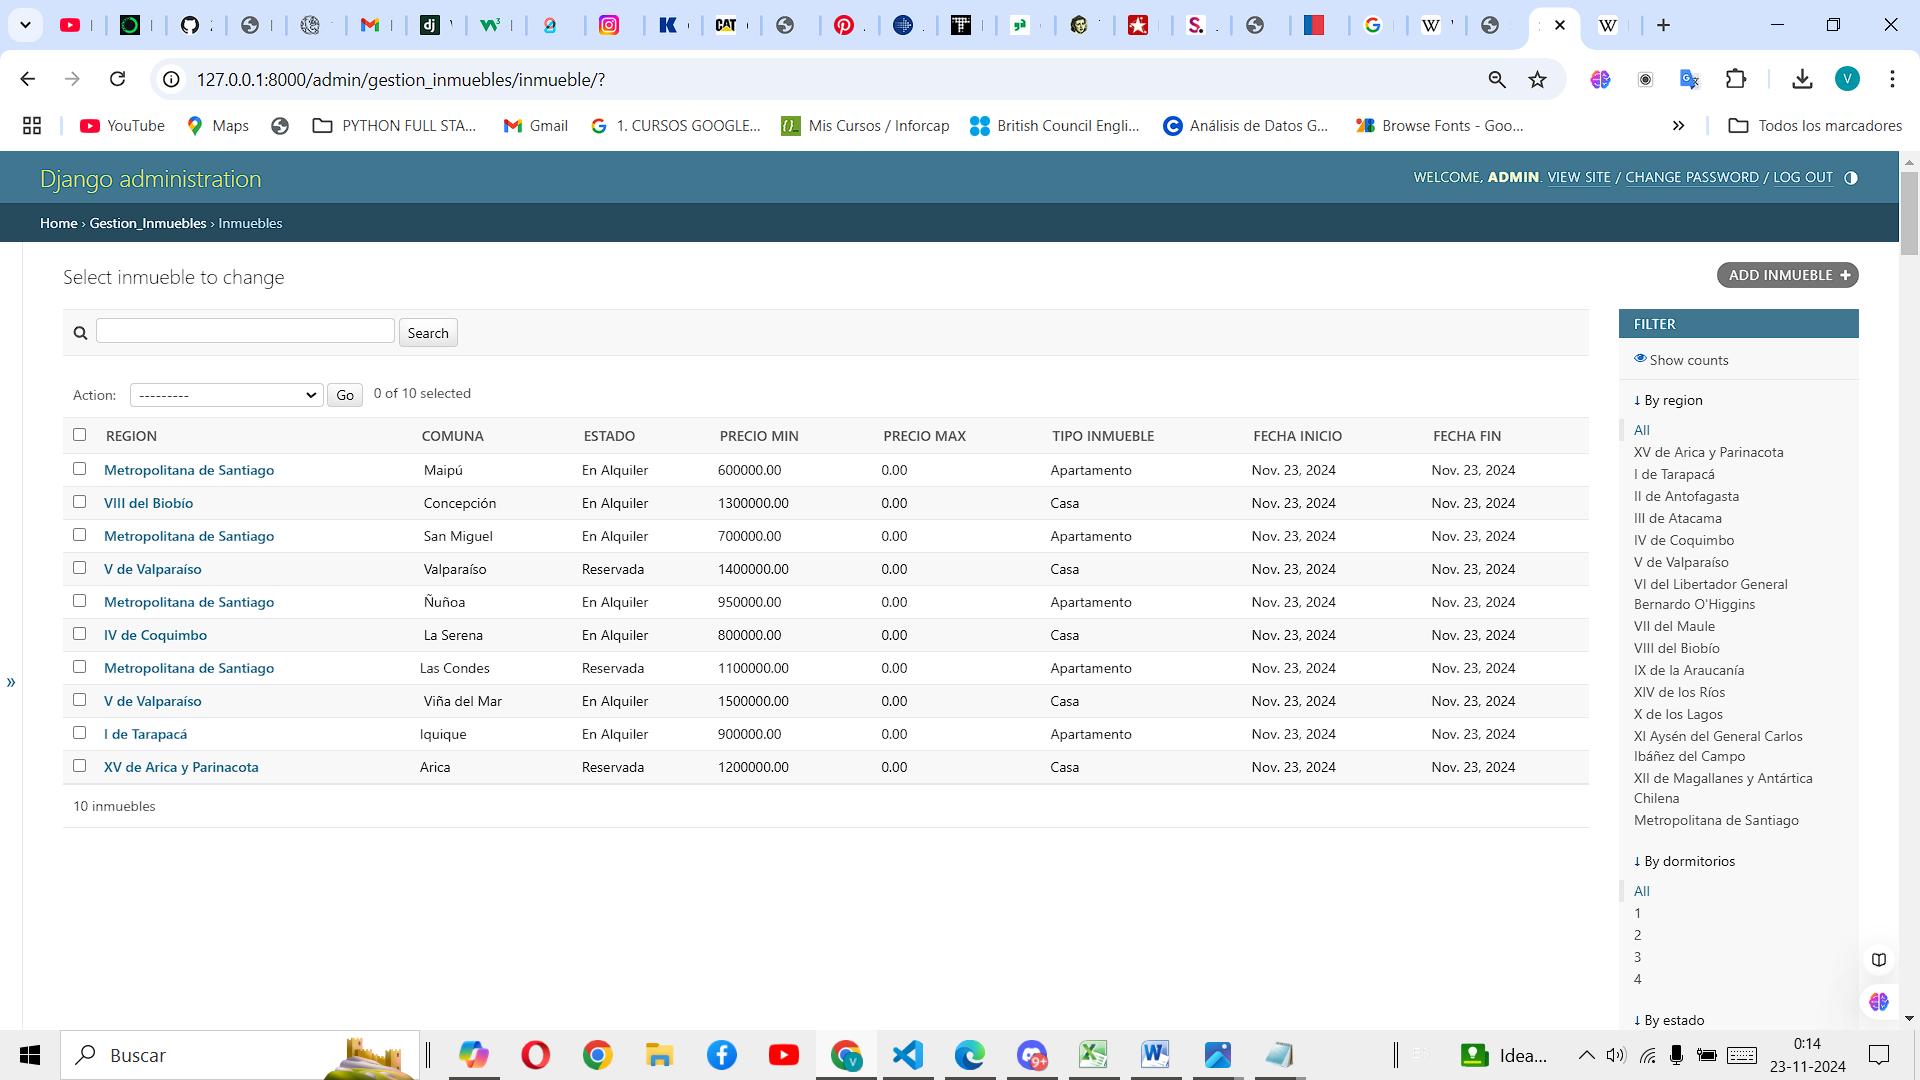 127.0.0.1:8000/admin/gestion_inmuebles/inmueble/?
V
YouTube Maps PYTHON FULL STA... Gmail 1. CURSOS GOOGLE... Mis Cursos / Inforcap British Council Engli... Análisis de Datos G... Browse Fonts - Goo... » Todos los marcadores
Django administration
WELCOME, ADMIN. VIEW SITE / CHANGE PASSWORD / LOG OUT
Home › Gestion_Inmuebles › Inmuebles
Select inmueble to change
ADD INMUEBLE +
Search
Action: --------- Go 0 of 10 selected
REGION COMUNA ESTADO PRECIO MIN PRECIO MAX TIPO INMUEBLE FECHA INICIO FECHA FIN
Metropolitana de Santiago Maipú En Alquiler 600000.00 0.00 Apartamento Nov. 23, 2024 Nov. 23, 2024
VIII del Biobío Concepción En Alquiler 1300000.00 0.00 Casa Nov. 23, 2024 Nov. 23, 2024
Metropolitana de Santiago San Miguel En Alquiler 700000.00 0.00 Apartamento Nov. 23, 2024 Nov. 23, 2024
V de Valparaíso Valparaíso Reservada 1400000.00 0.00 Casa Nov. 23, 2024 Nov. 23, 2024
Metropolitana de Santiago Ñuñoa En Alquiler 950000.00 0.00 Apartamento Nov. 23, 2024 Nov. 23, 2024
IV de Coquimbo La Serena En Alquiler 800000.00 0.00 Casa Nov. 23, 2024 Nov. 23, 2024
Metropolitana de Santiago Las Condes Reservada 1100000.00 0.00 Apartamento Nov. 23, 2024 Nov. 23, 2024
V de Valparaíso Viña del Mar En Alquiler 1500000.00 0.00 Casa Nov. 23, 2024 Nov. 23, 2024
I de Tarapacá Iquique En Alquiler 900000.00 0.00 Apartamento Nov. 23, 2024 Nov. 23, 2024
XV de Arica y Parinacota Arica Reservada 1200000.00 0.00 Casa Nov. 23, 2024 Nov. 23, 2024
10 inmuebles
»
FILTER
Show counts
↓ By region
All
XV de Arica y Parinacota
I de Tarapacá
II de Antofagasta
III de Atacama
IV de Coquimbo
V de Valparaíso
VI del Libertador General
Bernardo O'Higgins
VII del Maule
VIII del Biobío
IX de la Araucanía
XIV de los Ríos
X de los Lagos
XI Aysén del General Carlos
Ibáñez del Campo
XII de Magallanes y Antártica
Chilena
Metropolitana de Santiago
↓ By dormitorios
All
1
2
3
4
↓ By estado
Buscar
9+
Idea...
0:14
23-11-2024